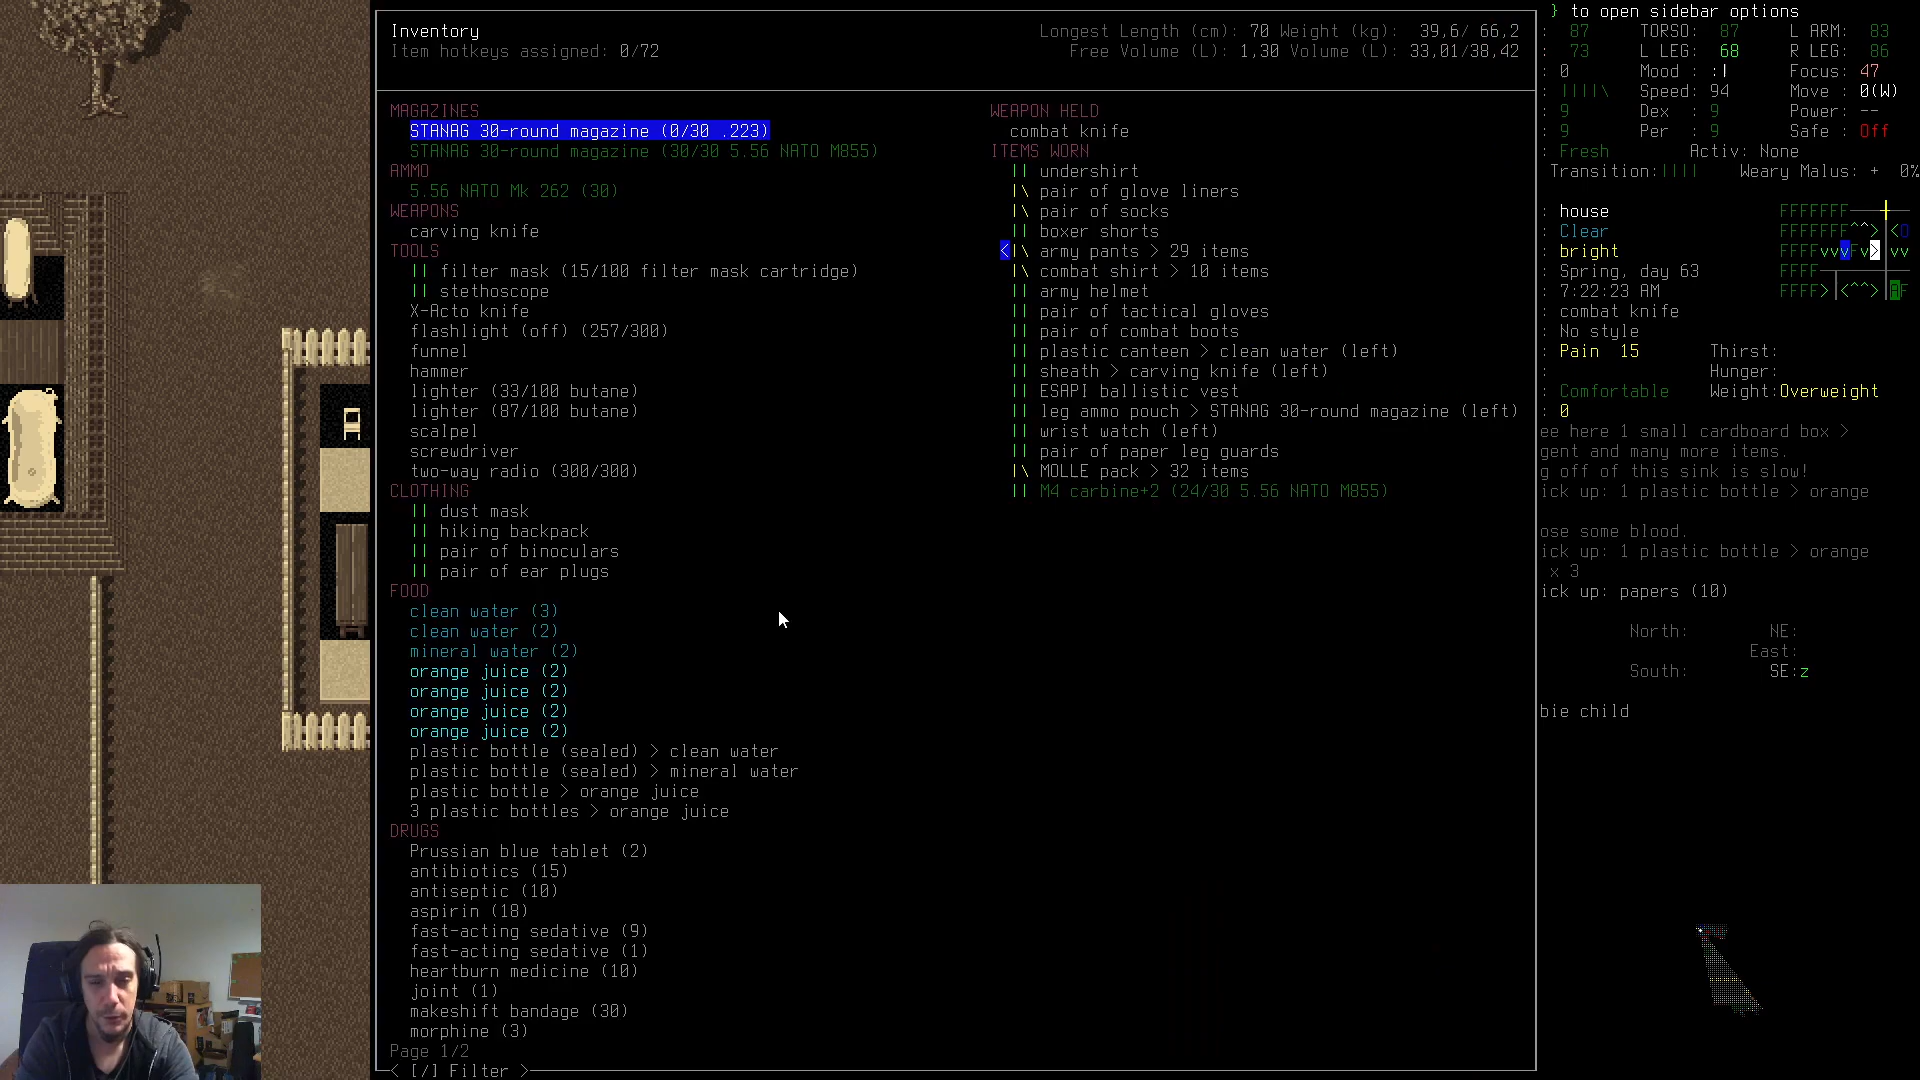 Inventory
Item hotkeys assigned: 0/72
Longest Length (cm): 70 Weight (kg): 39,6/ 66,2
Free Volume (L): 1,30 Volume (L): 33,01/38,42
MAGAZINES
STANAG 30-round magazine (0/30 .223)
STANAG 30-round magazine (30/30 5.56 NATO M855)
AMMO
5.56 NATO Mk 262 (30)
WEAPONS
carving knife
TOOLS
|| filter mask (15/100 filter mask cartridge)
|| stethoscope
X-Acto knife
flashlight (off) (257/300)
funnel
hammer
lighter (33/100 butane)
lighter (87/100 butane)
scalpel
screwdriver
two-way radio (300/300)
CLOTHING
|| dust mask
|| hiking backpack
|| pair of binoculars
|| pair of ear plugs
FOOD
clean water (3)
clean water (2)
mineral water (2)
orange juice (2)
orange juice (2)
orange juice (2)
orange juice (2)
plastic bottle (sealed) > clean water
plastic bottle (sealed) > mineral water
plastic bottle > orange juice
3 plastic bottles > orange juice
DRUGS
Prussian blue tablet (2)
antibiotics (15)
antiseptic (10)
aspirin (18)
fast-acting sedative (9)
fast-acting sedative (1)
heartburn medicine (10)
joint (1)
makeshift bandage (30)
morphine (3)
Page 1/2
< [/] Filter >
WEAPON HELD
combat knife
ITEMS WORN
|| undershirt
|\ pair of glove liners
|\ pair of socks
|| boxer shorts
< |\ army pants > 29 items
|\ combat shirt > 10 items
|| army helmet
|| pair of tactical gloves
|| pair of combat boots
|| plastic canteen > clean water (left)
|| sheath > carving knife (left)
|| ESAPI ballistic vest
|| leg ammo pouch > STANAG 30-round magazine (left)
|| wrist watch (left)
|| pair of paper leg guards
|\ MOLLE pack > 32 items
|| M4 carbine+2 (24/30 5.56 NATO M855)
} to open sidebar options
: 87 TORSO: 87 L ARM: 83
: 73 L LEG: 68 R LEG: 86
: 0 Mood : :| Focus: 47
: ||||\ Speed: 94 Move : 0(W)
: 9 Dex : 9 Power: --
: 9 Per : 9 Safe : Off
: Fresh Activ: None
Transition:|||| Weary Malus: + 0%
: house
: Clear
: bright
: Spring, day 63
: 7:22:23 AM
: combat knife
: No style
: Pain 15 Thirst:
: Hunger:
: Comfortable Weight:Overweight
: 0
ee here 1 small cardboard box >
gent and many more items.
g off of this sink is slow!
ick up: 1 plastic bottle > orange
ose some blood.
ick up: 1 plastic bottle > orange
x 3
ick up: papers (10)
North: NE:
East:
South: SE:z
bie child